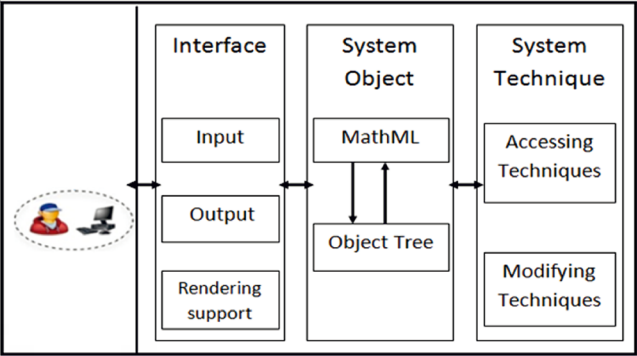 Interface
Input
Output
Rendering
support
System
Object
MathML
Object Tree
System
Technique
Accessing
Techniques
Modifying
Techniques